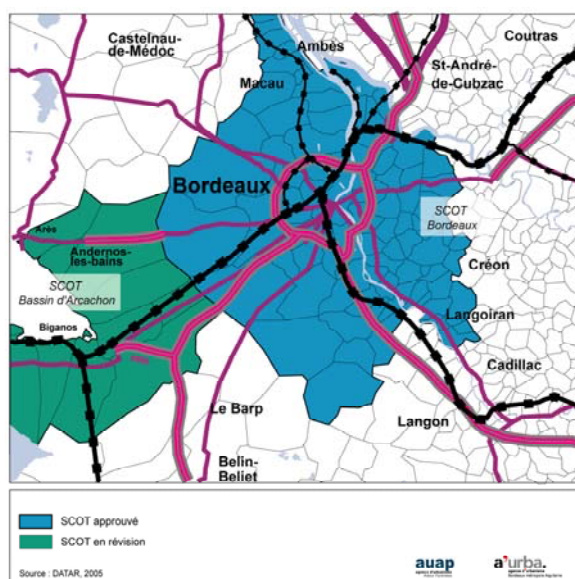 Castelnau-
de-Médoc
Ambès
Coutras
St-André-
de-Cubzac
Macau
Bordeaux
SCOT
Bordeaux
Arès
Andernos-
les-bains
SCOT
Bassin d'Arcachon
Créon
Langoiran
Biganos
Cadillac
Le Barp
Langon
Belin-
Beliet
SCOT approuvé
SCOT en révision
Source : DATAR, 2005
auap
a'urba.